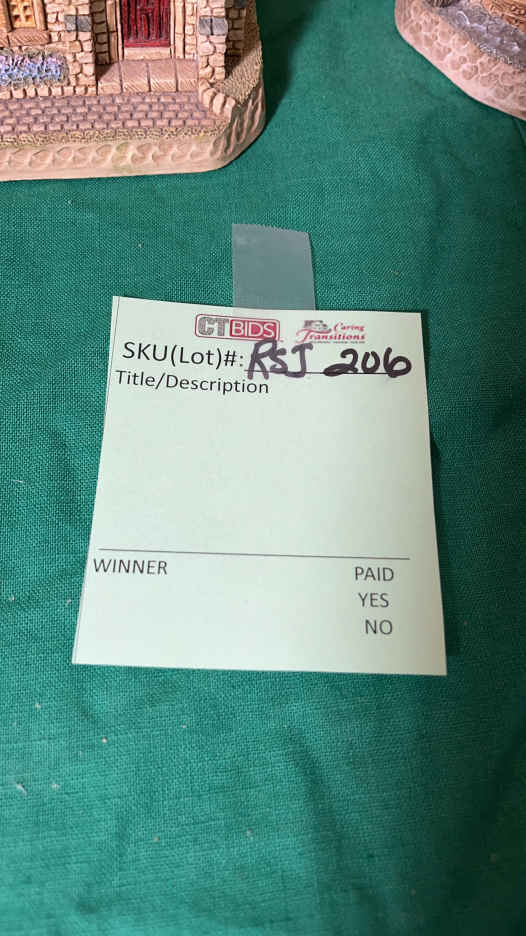 CTBIDS Caring Transitions
SKU(Lot)#: RSJ 206
Title/Description
WINNER PAID
YES
NO